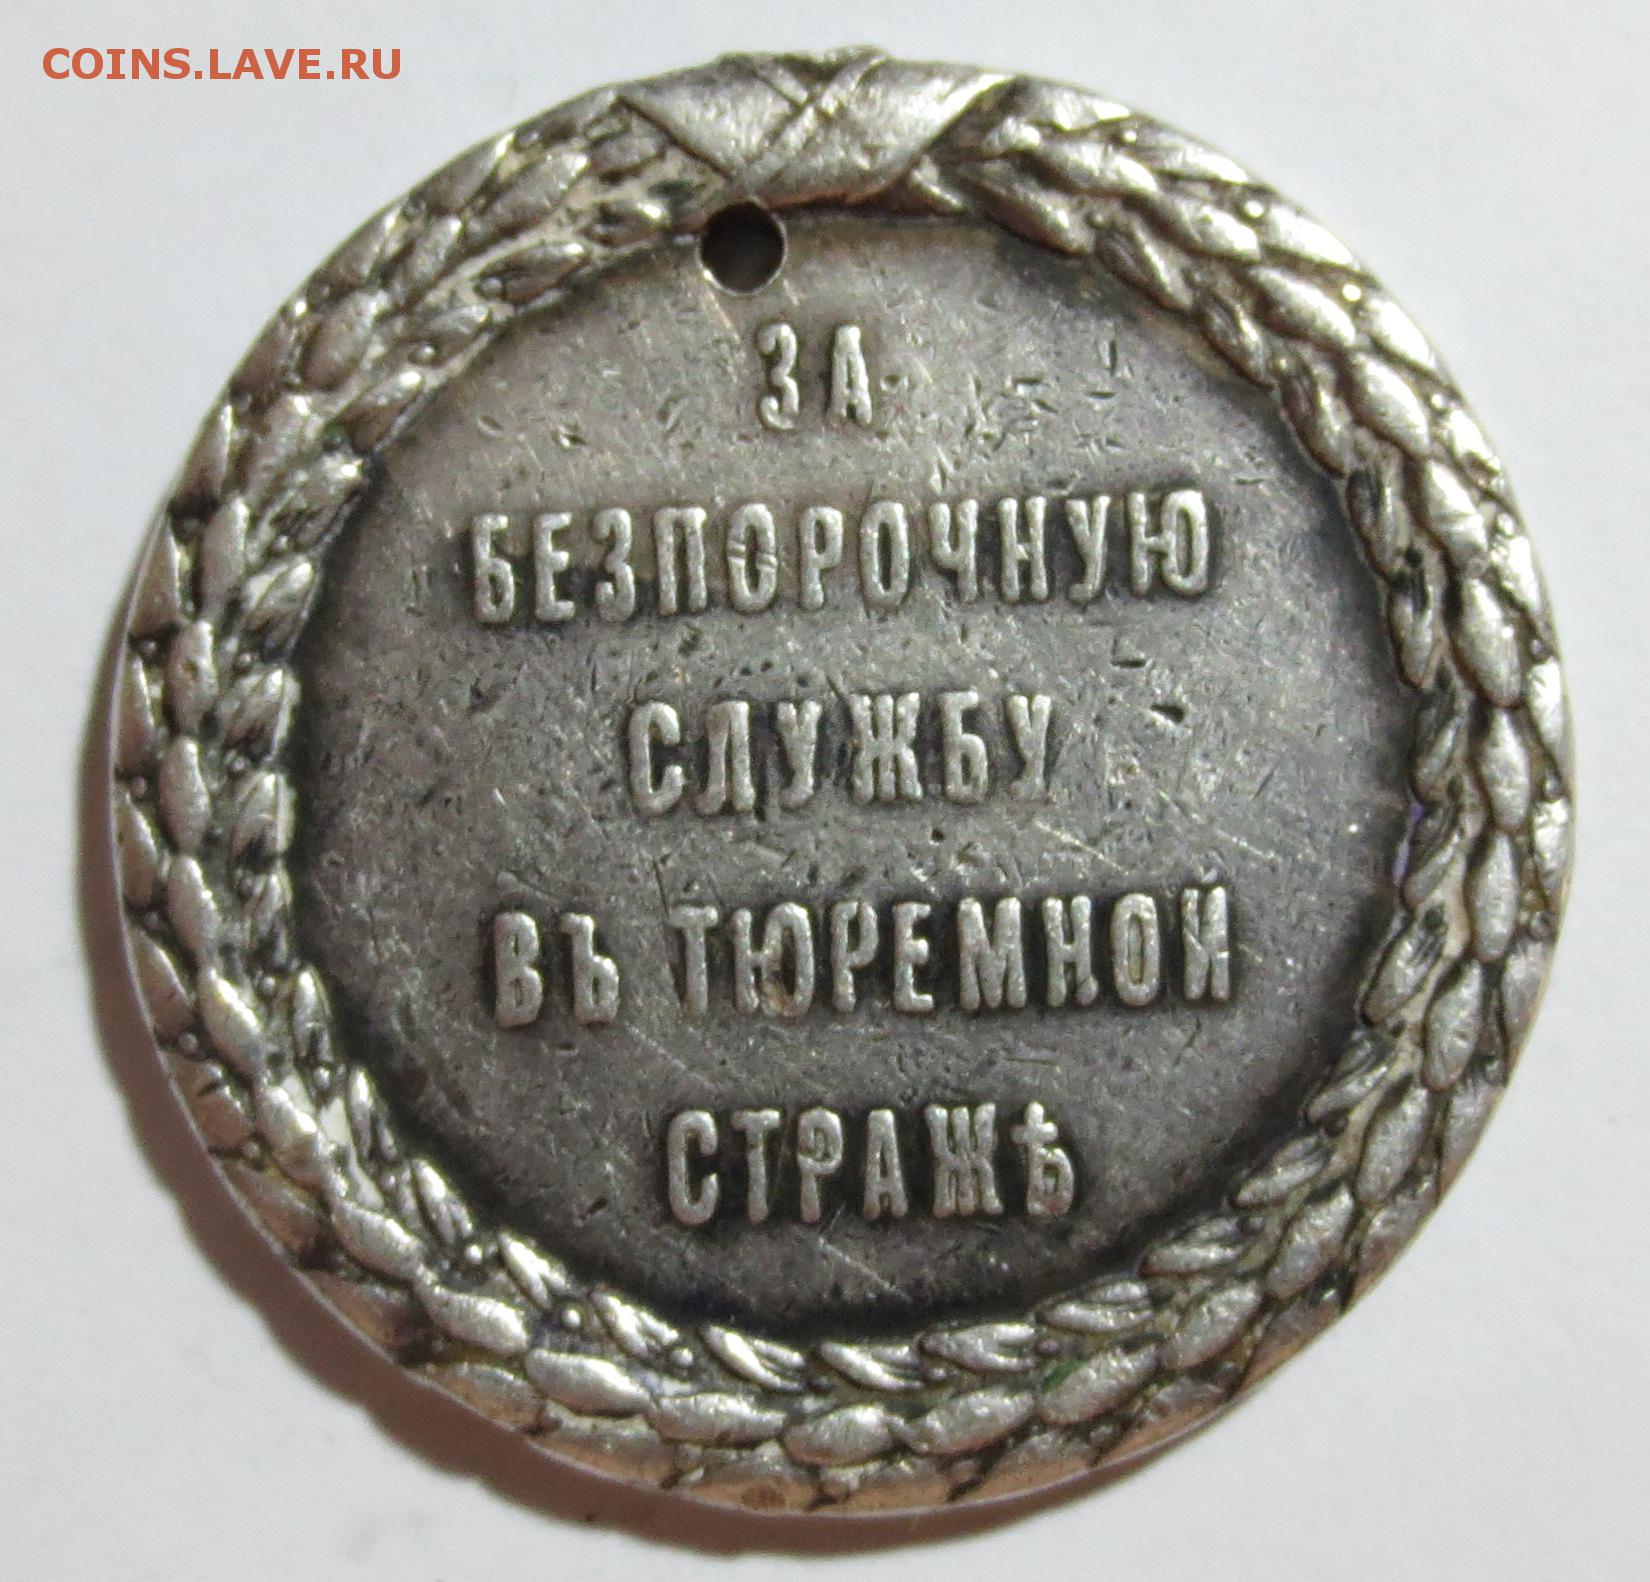 COINS.LAVE.RU
ЗА
БЕЗПОРОЧНУЮ
СЛУЖБУ
ВЪ ТЮРЕМНОЙ
СТРАЖѢ